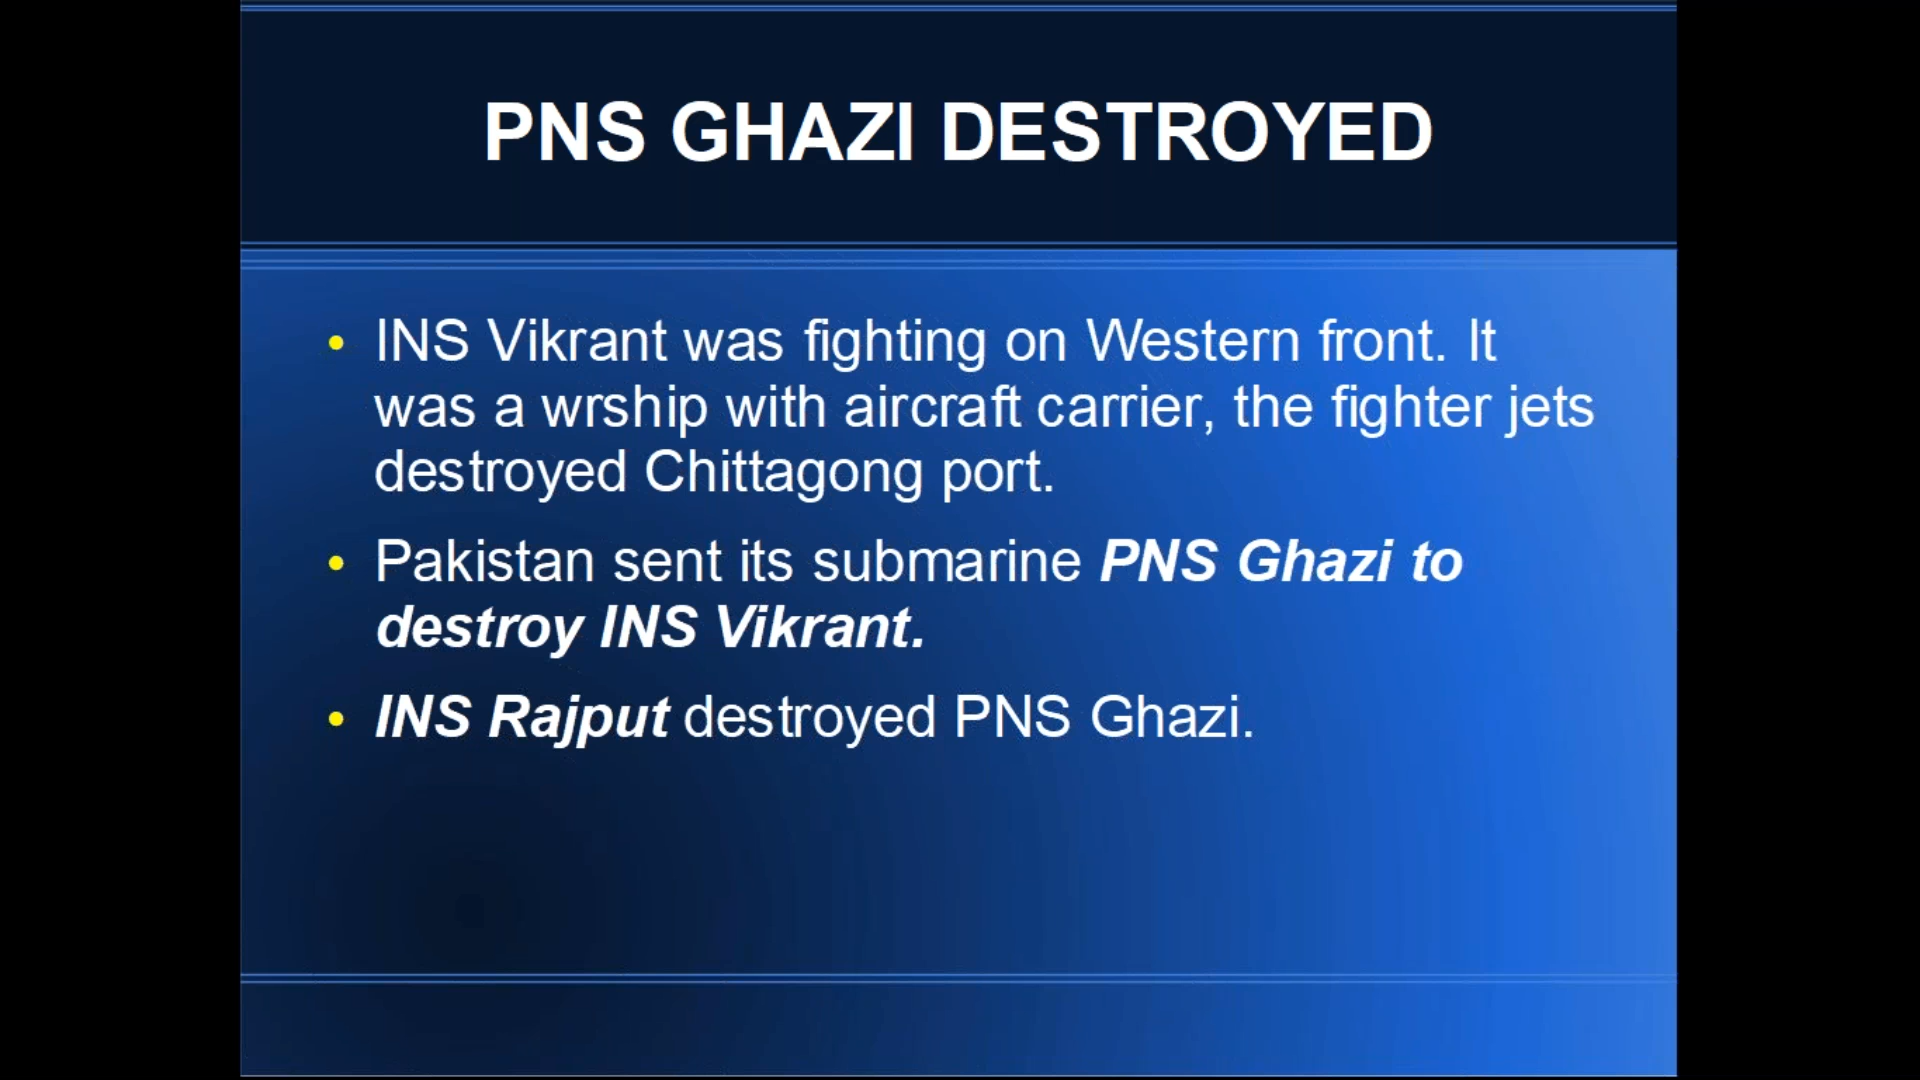 PNS GHAZI DESTROYED
• INS Vikrant was fighting on Western front. It
was a wrship with aircraft carrier, the fighter jets
destroyed Chittagong port.
• Pakistan sent its submarine PNS Ghazi to
destroy INS Vikrant.
• INS Rajput destroyed PNS Ghazi.